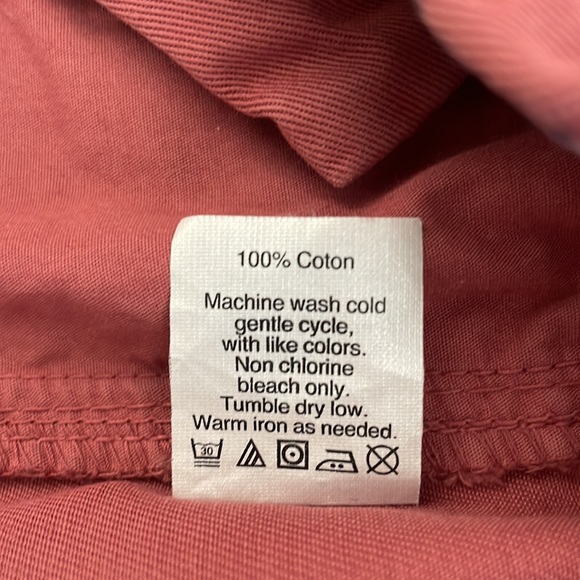 100% Coton
Machine wash cold
gentle cycle,
with like colors.
Non chlorine
bleach only.
Tumble dry low.
Warm iron as needed.
30